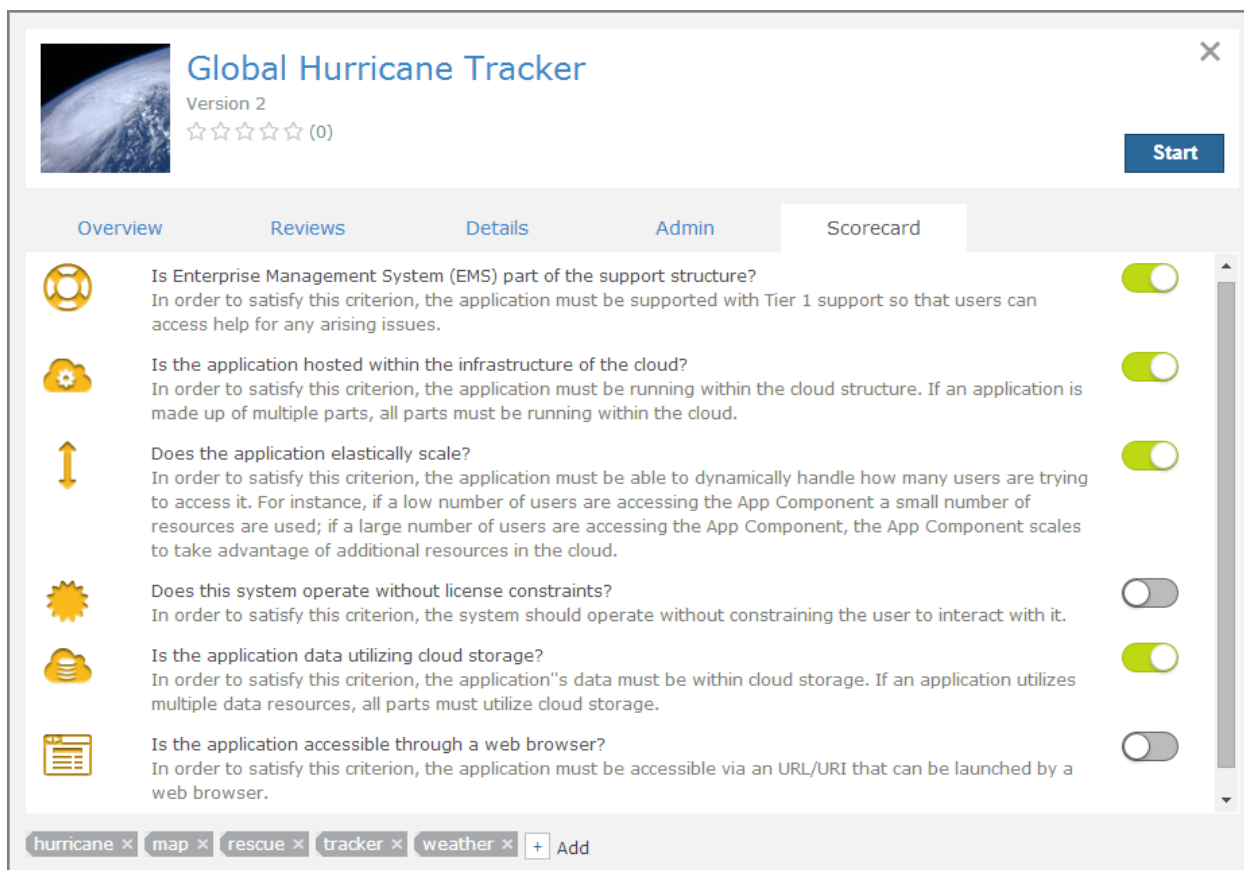 Global Hurricane Tracker
Version 2
(0)
Start
Overview Reviews Details Admin Scorecard
Is Enterprise Management System (EMS) part of the support structure?
In order to satisfy this criterion, the application must be supported with Tier 1 support so that users can
access help for any arising issues.
Is the application hosted within the infrastructure of the cloud?
In order to satisfy this criterion, the application must be running within the cloud structure. If an application is
made up of multiple parts, all parts must be running within the cloud.
Does the application elastically scale?
In order to satisfy this criterion, the application must be able to dynamically handle how many users are trying
to access it. For instance, if a low number of users are accessing the App Component a small number of
resources are used; if a large number of users are accessing the App Component, the App Component scales
to take advantage of additional resources in the cloud.
Does this system operate without license constraints?
In order to satisfy this criterion, the system should operate without constraining the user to interact with it.
Is the application data utilizing cloud storage?
In order to satisfy this criterion, the application"s data must be within cloud storage. If an application utilizes
multiple data resources, all parts must utilize cloud storage.
Is the application accessible through a web browser?
In order to satisfy this criterion, the application must be accessible via an URL/URI that can be launched by a
web browser.
hurricane × map × rescue × tracker × weather × + Add